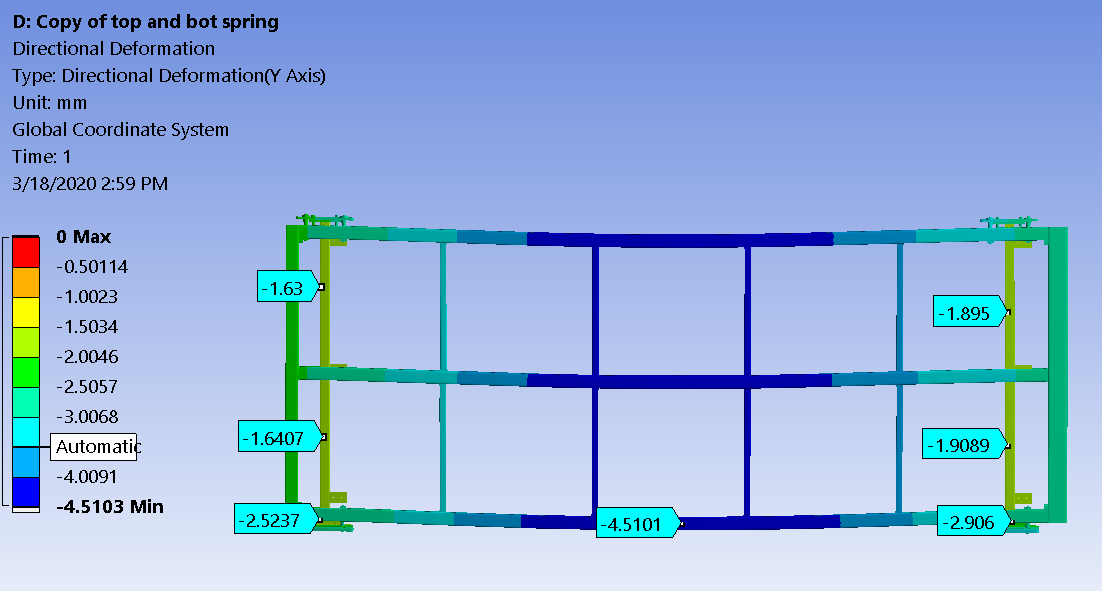 D: Copy of top and bot spring
Directional Deformation
Type: Directional Deformation(Y Axis)
Unit: mm
Global Coordinate System
Time: 1
3/18/2020 2:59 PM
0 Max
-0.50114
-1.0023
-1.5034
-2.0046
-2.5057
-3.0068
Automatic
-4.0091
-4.5103 Min
-1.63
-1.895
-1.6407
-1.9089
-2.5237
-4.5101
-2.906